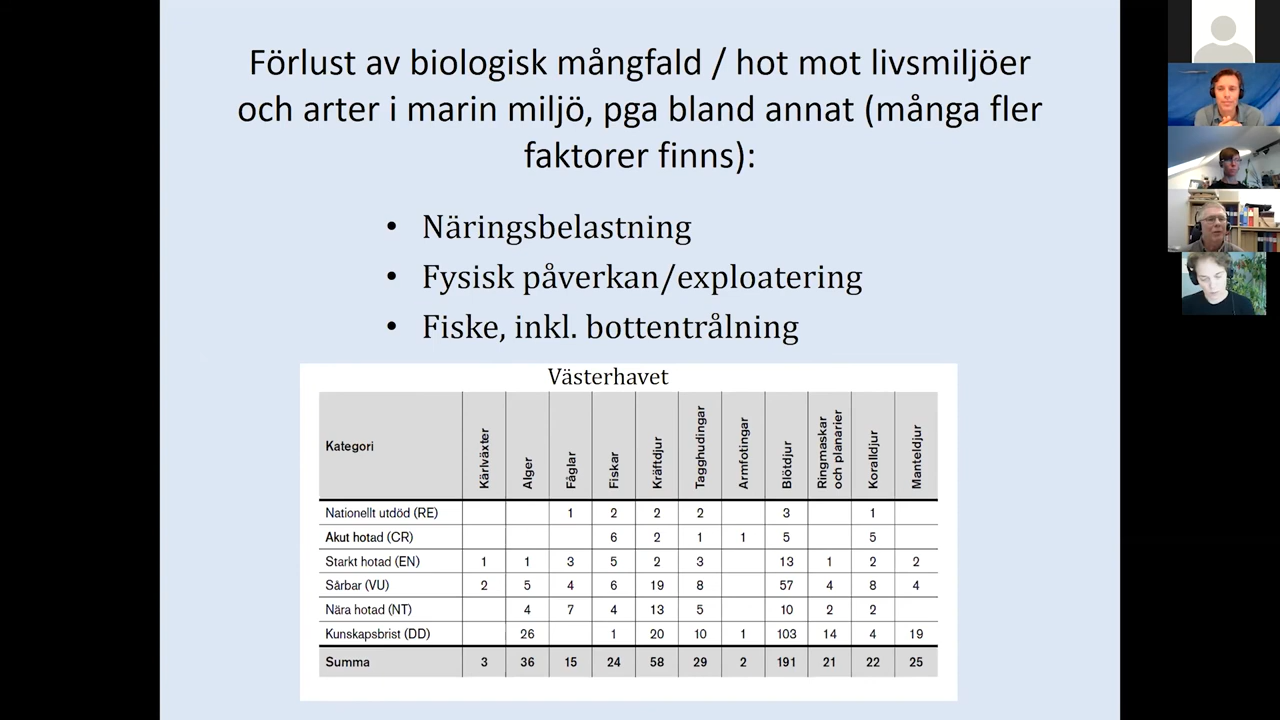 Förlust av biologisk mångfald / hot mot livsmiljöer
och arter i marin miljö, pga bland annat (många fler
faktorer finns):
• Näringsbelastning
• Fysisk påverkan/exploatering
• Fiske, inkl. bottentrålning
Västerhavet
Kategori Kärlväxter Alger Fåglar Fiskar Kräftdjur Tagghudingar Armfotingar Blötdjur Ringmaskar och planarier Koralldjur Manteldjur
Nationellt utdöd (RE) 1 2 2 2 3 1
Akut hotad (CR) 6 2 1 1 5 5
Starkt hotad (EN) 1 1 3 5 2 3 13 1 2 2
Sårbar (VU) 2 5 4 6 19 8 57 4 8 4
Nära hotad (NT) 4 7 4 13 5 10 2 2
Kunskapsbrist (DD) 26 1 20 10 1 103 14 4 19
Summa 3 36 15 24 58 29 2 191 21 22 25